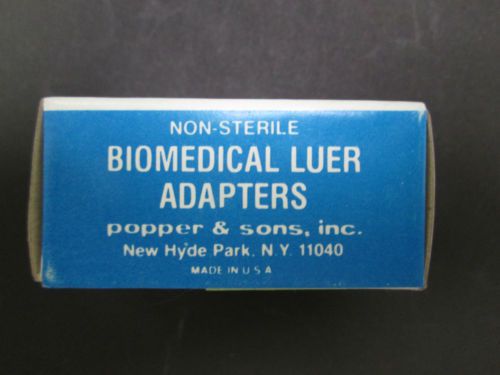 NON-STERILE
BIOMEDICAL LUER
ADAPTERS
popper & sons, inc.
New Hyde Park, N.Y. 11040
MADE IN U S A